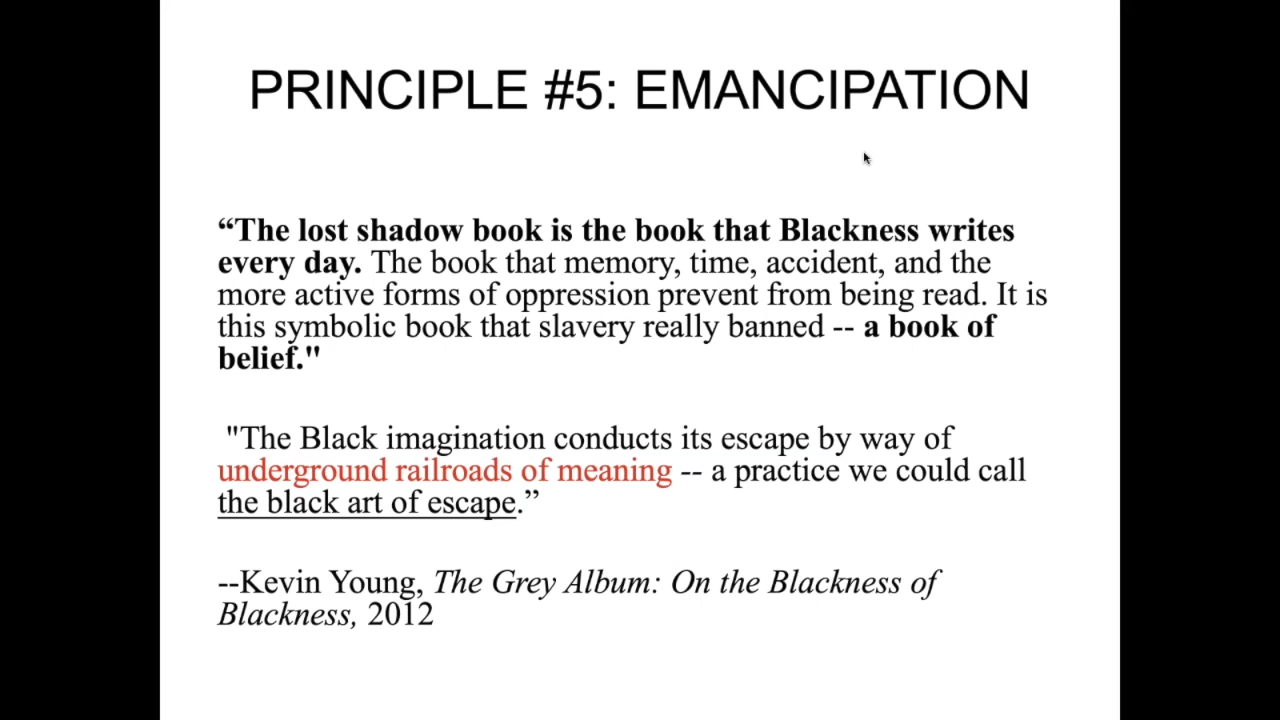 PRINCIPLE #5: EMANCIPATION
“The lost shadow book is the book that Blackness writes
every day. The book that memory, time, accident, and the
more active forms of oppression prevent from being read. It is
this symbolic book that slavery really banned -- a book of
belief."
"The Black imagination conducts its escape by way of
underground railroads of meaning -- a practice we could call
the black art of escape.”
--Kevin Young, The Grey Album: On the Blackness of
Blackness, 2012